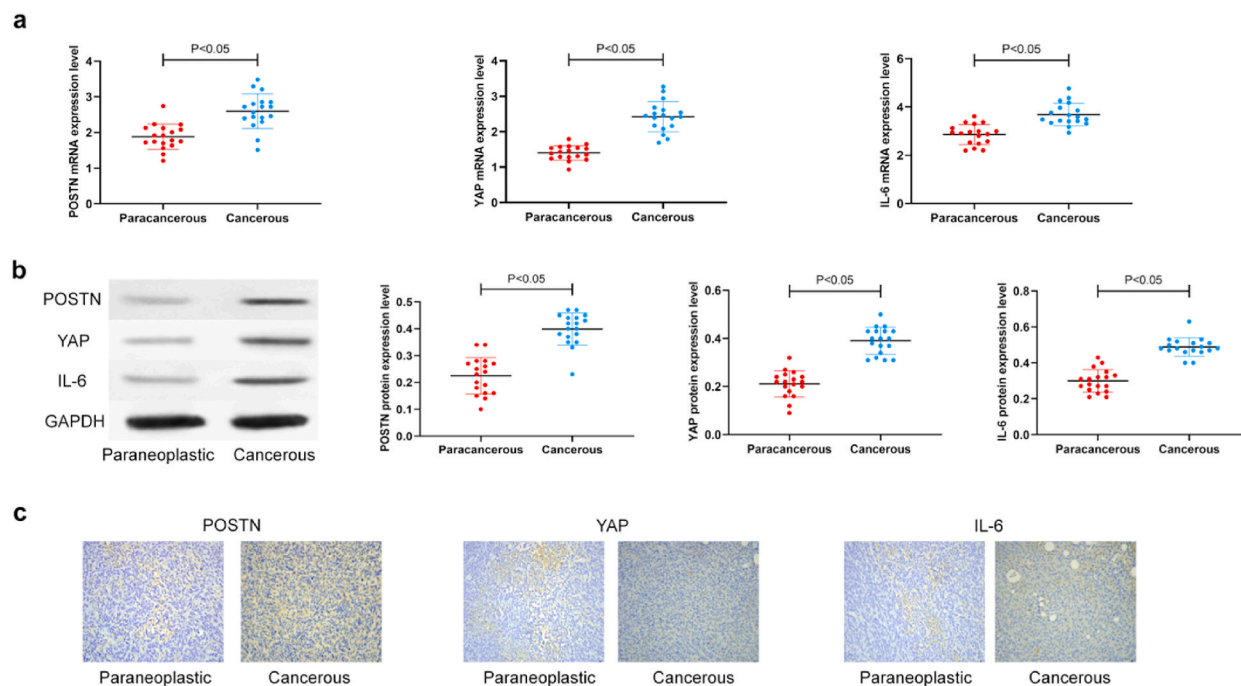 a
P<0.05
POSTN mRNA expression level
4
3
2
1
0
Paracancerous Cancerous
P<0.05
YAP mRNA expression level
4
3
2
1
0
Paracancerous Cancerous
P<0.05
IL-6 mRNA expression level
6
4
2
0
Paracancerous Cancerous
b
POSTN
YAP
IL-6
GAPDH
Paraneoplastic Cancerous
P<0.05
POSTN protein expression level
0.5
0.4
0.3
0.2
0.1
0.0
Paracancerous Cancerous
P<0.05
YAP protein expression level
0.6
0.4
0.2
0.0
Paracancerous Cancerous
P<0.05
IL-6 protein expression level
0.8
0.6
0.4
0.2
0.0
Paracancerous Cancerous
c
POSTN
Paraneoplastic Cancerous
YAP
Paraneoplastic Cancerous
IL-6
Paraneoplastic Cancerous